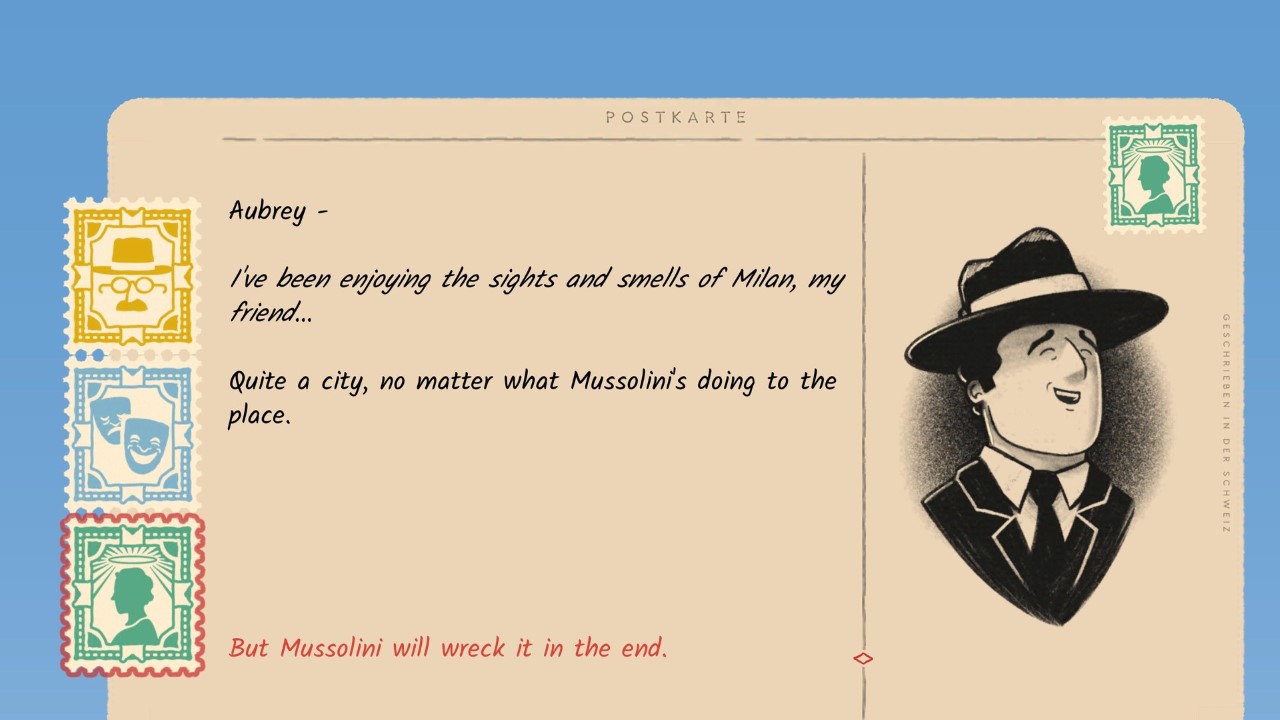 POSTKARTE
Aubrey -
I've been enjoying the sights and smells of Milan, my
friend...
Quite a city, no matter what Mussolini's doing to the
place.
But Mussolini will wreck it in the end.
GESCHRIEBEN IN DER SCHWEIZ